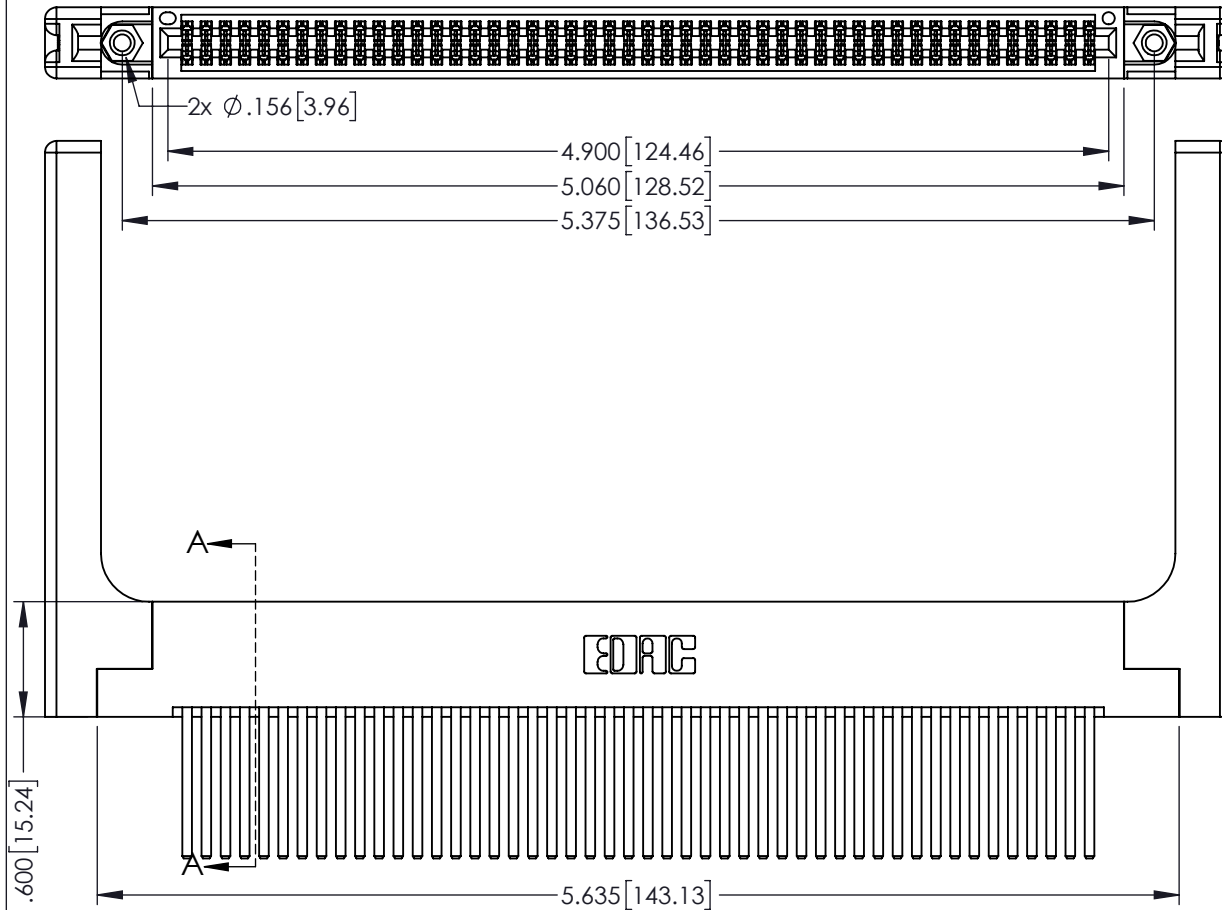 2x Ø.156[3.96]
4.900[124.46]
5.060[128.52]
5.375[136.53]
A
EDAC
A
.600[15.24]
5.635[143.13]